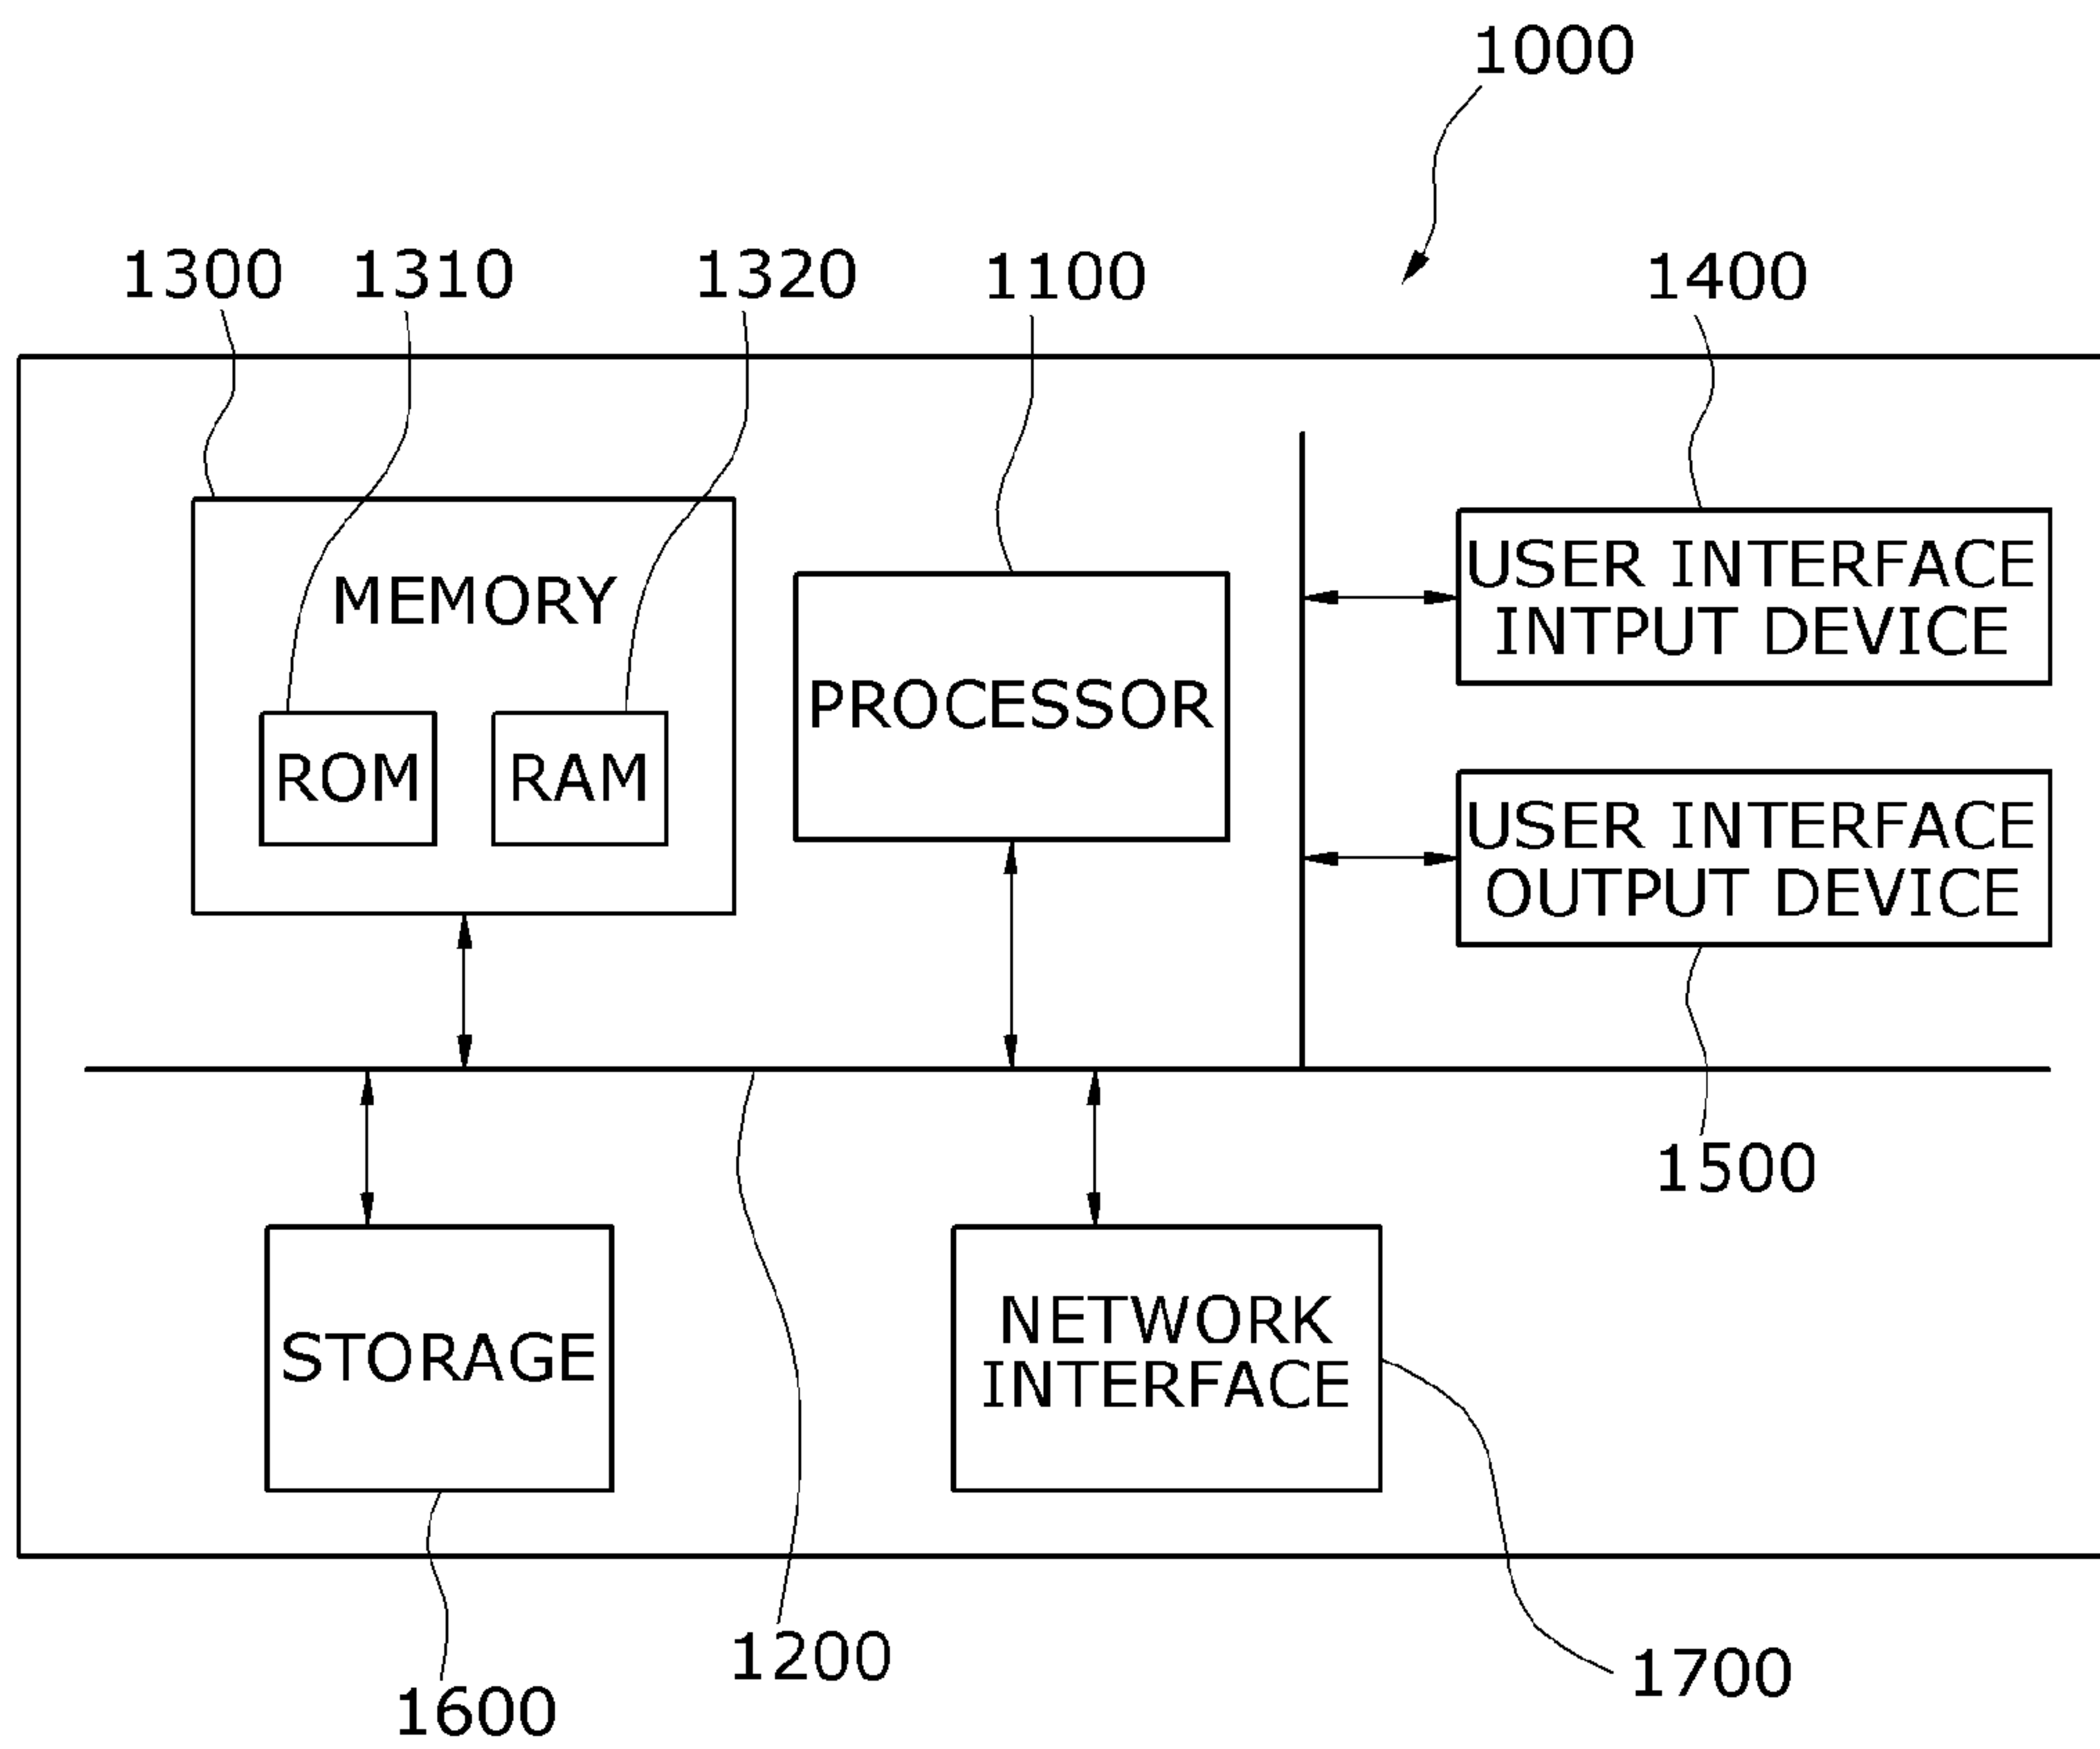 1000
1300 1310 1320 1100 1400
MEMORY
ROM RAM
PROCESSOR
USER INTERFACE
INTPUT DEVICE
USER INTERFACE
OUTPUT DEVICE
1500
STORAGE
NETWORK
INTERFACE
1200
1700
1600